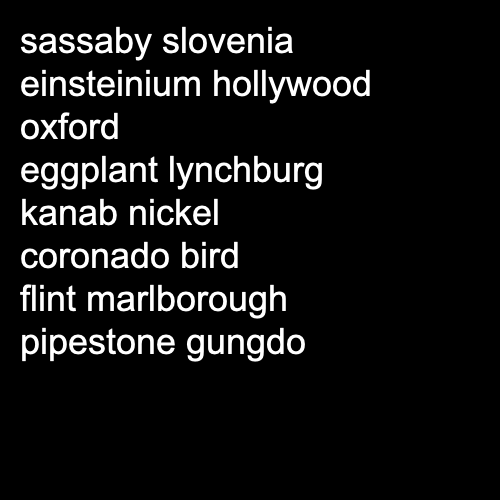 sassaby slovenia
einsteinium hollywood
oxford
eggplant lynchburg
kanab nickel
coronado bird
flint marlborough
pipestone gungdo